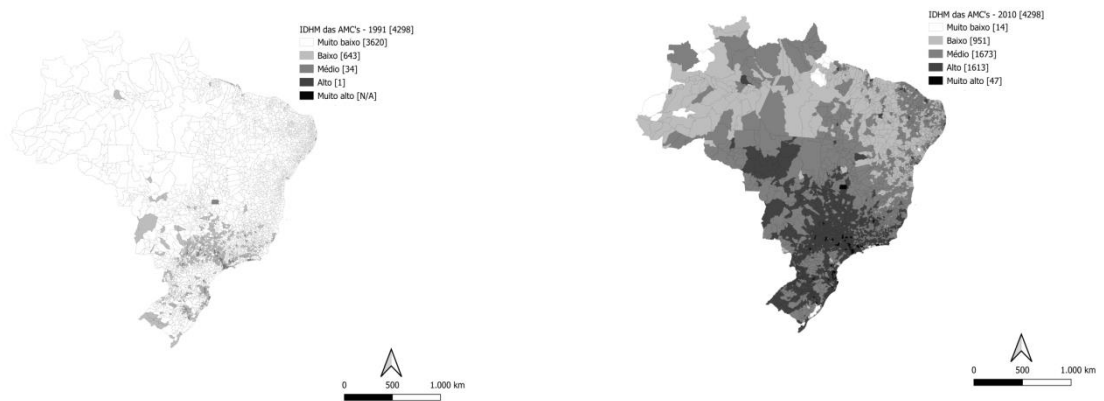 IDHM das AMC's - 1991 [4298]
Muito baixo [3620]
Baixo [643]
Médio [34]
Alto [1]
Muito alto [N/A]
0 500 1.000 km
IDHM das AMC's - 2010 [4298]
Muito baixo [14]
Baixo [951]
Médio [1673]
Alto [1613]
Muito alto [47]
0 500 1.000 km